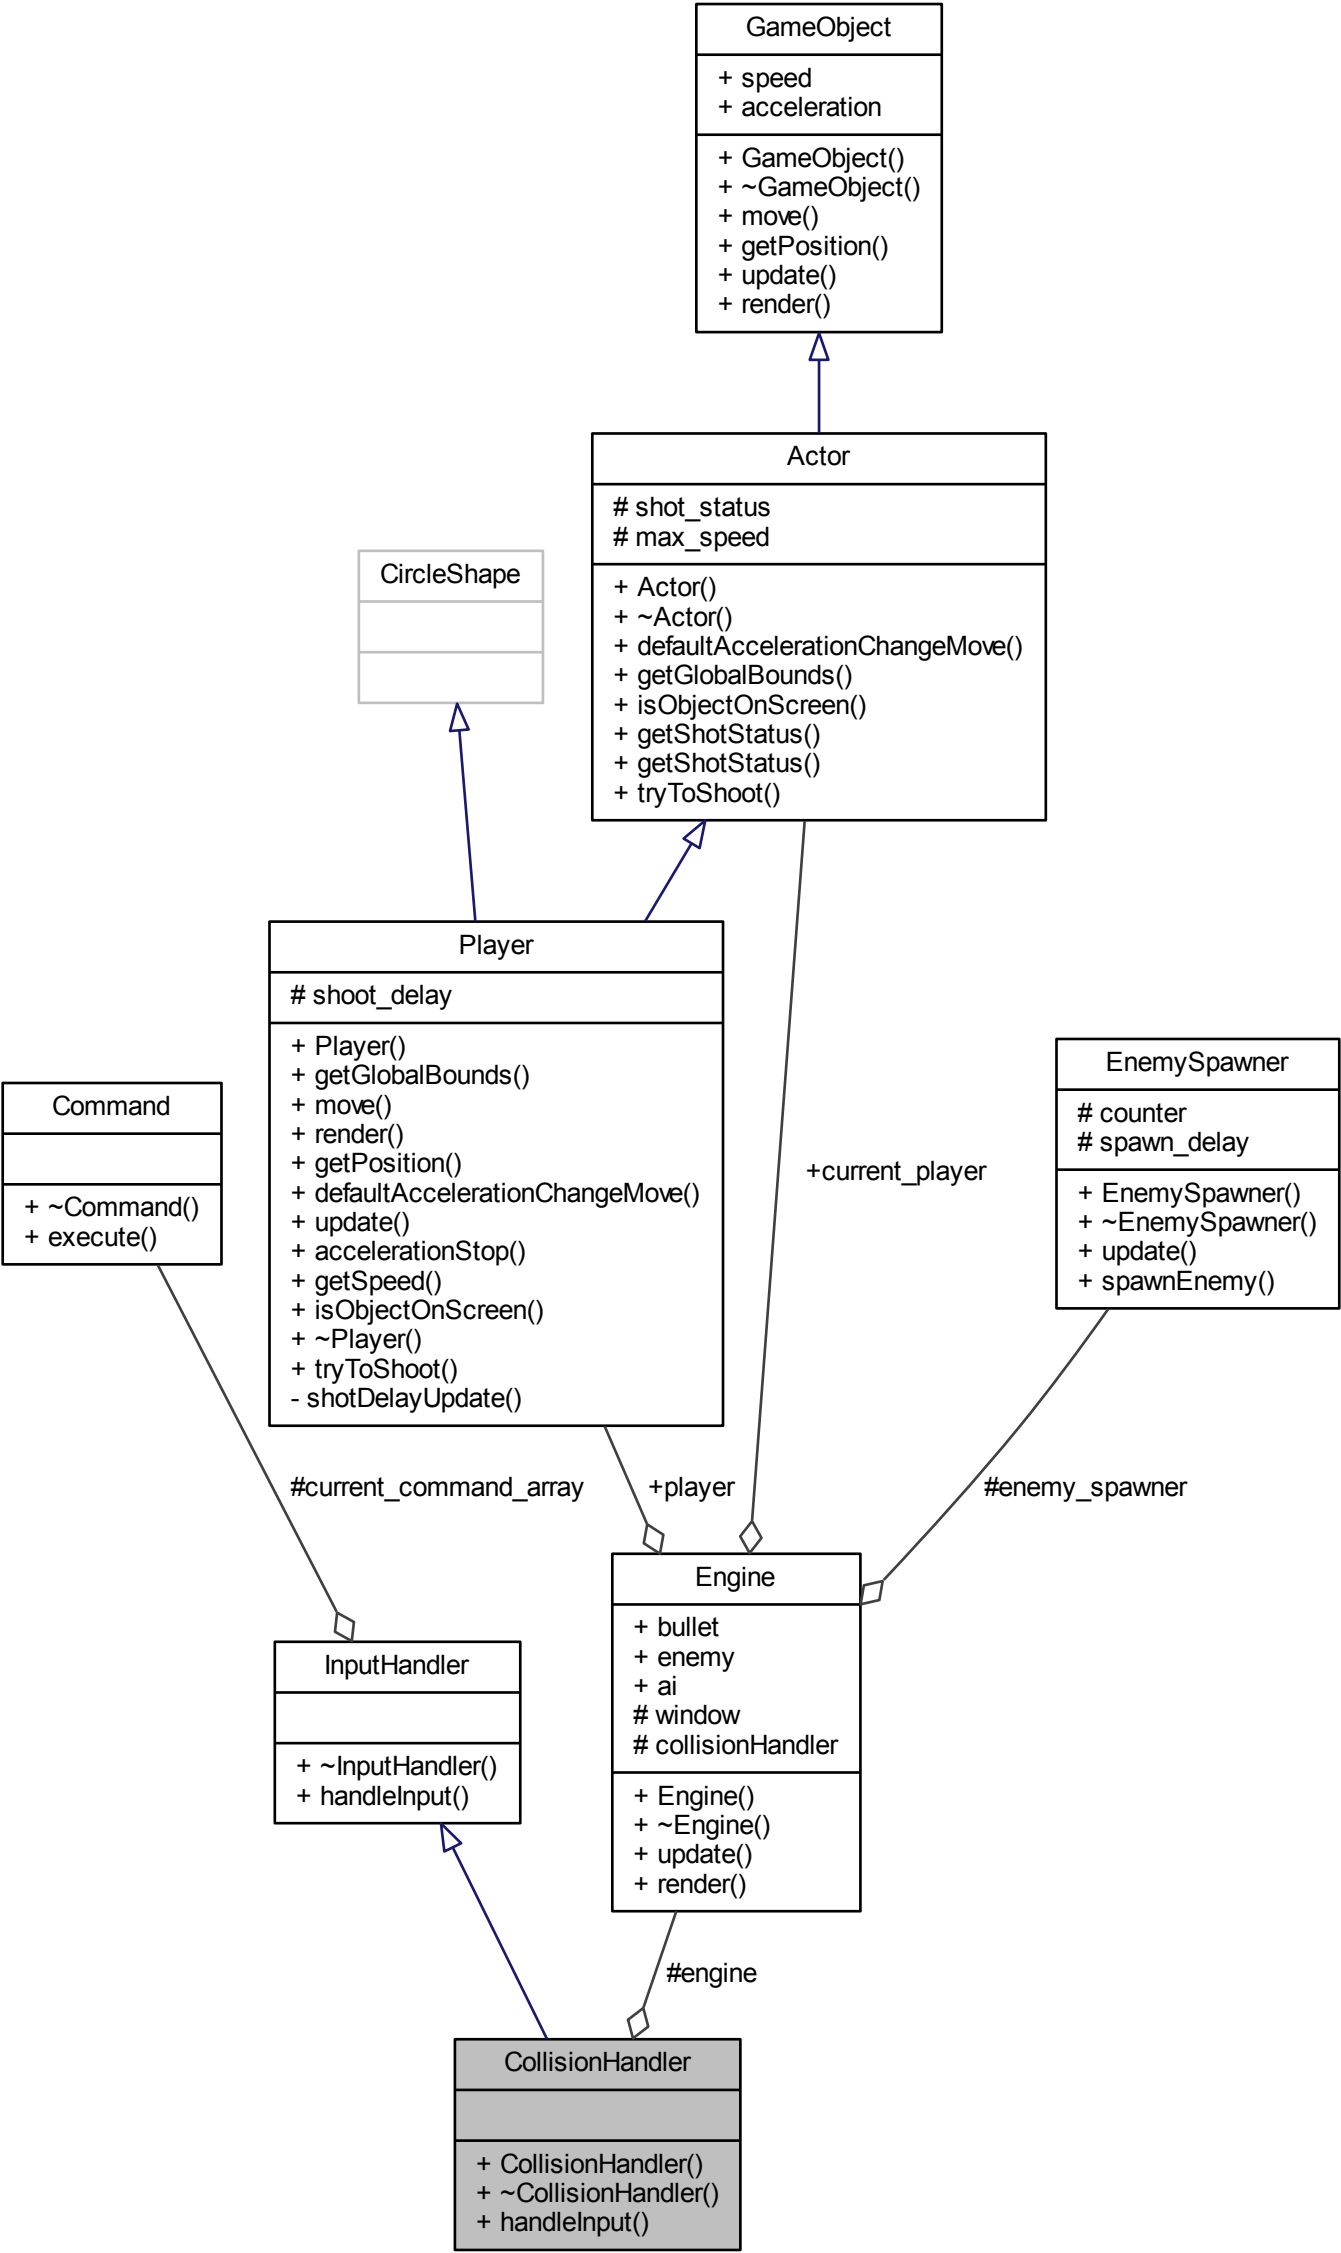 GameObject
+ speed
+ acceleration
+ GameObject()
+ ~GameObject()
+ move()
+ getPosition()
+ update()
+ render()
Actor
# shot_status
# max_speed
+ Actor()
+ ~Actor()
+ defaultAccelerationChangeMove()
+ getGlobalBounds()
+ isObjectOnScreen()
+ getShotStatus()
+ getShotStatus()
+ tryToShoot()
CircleShape
Player
# shoot_delay
+ Player()
+ getGlobalBounds()
+ move()
+ render()
+ getPosition()
+ defaultAccelerationChangeMove()
+ update()
+ accelerationStop()
+ getSpeed()
+ isObjectOnScreen()
+ ~Player()
+ tryToShoot()
- shotDelayUpdate()
Command
+ ~Command()
+ execute()
+current_player
EnemySpawner
# counter
# spawn_delay
+ EnemySpawner()
+ ~EnemySpawner()
+ update()
+ spawnEnemy()
#current_command_array
+player
#enemy_spawner
InputHandler
+ ~InputHandler()
+ handleInput()
Engine
+ bullet
+ enemy
+ ai
# window
# collisionHandler
+ Engine()
+ ~Engine()
+ update()
+ render()
#engine
CollisionHandler
+ CollisionHandler()
+ ~CollisionHandler()
+ handleInput()